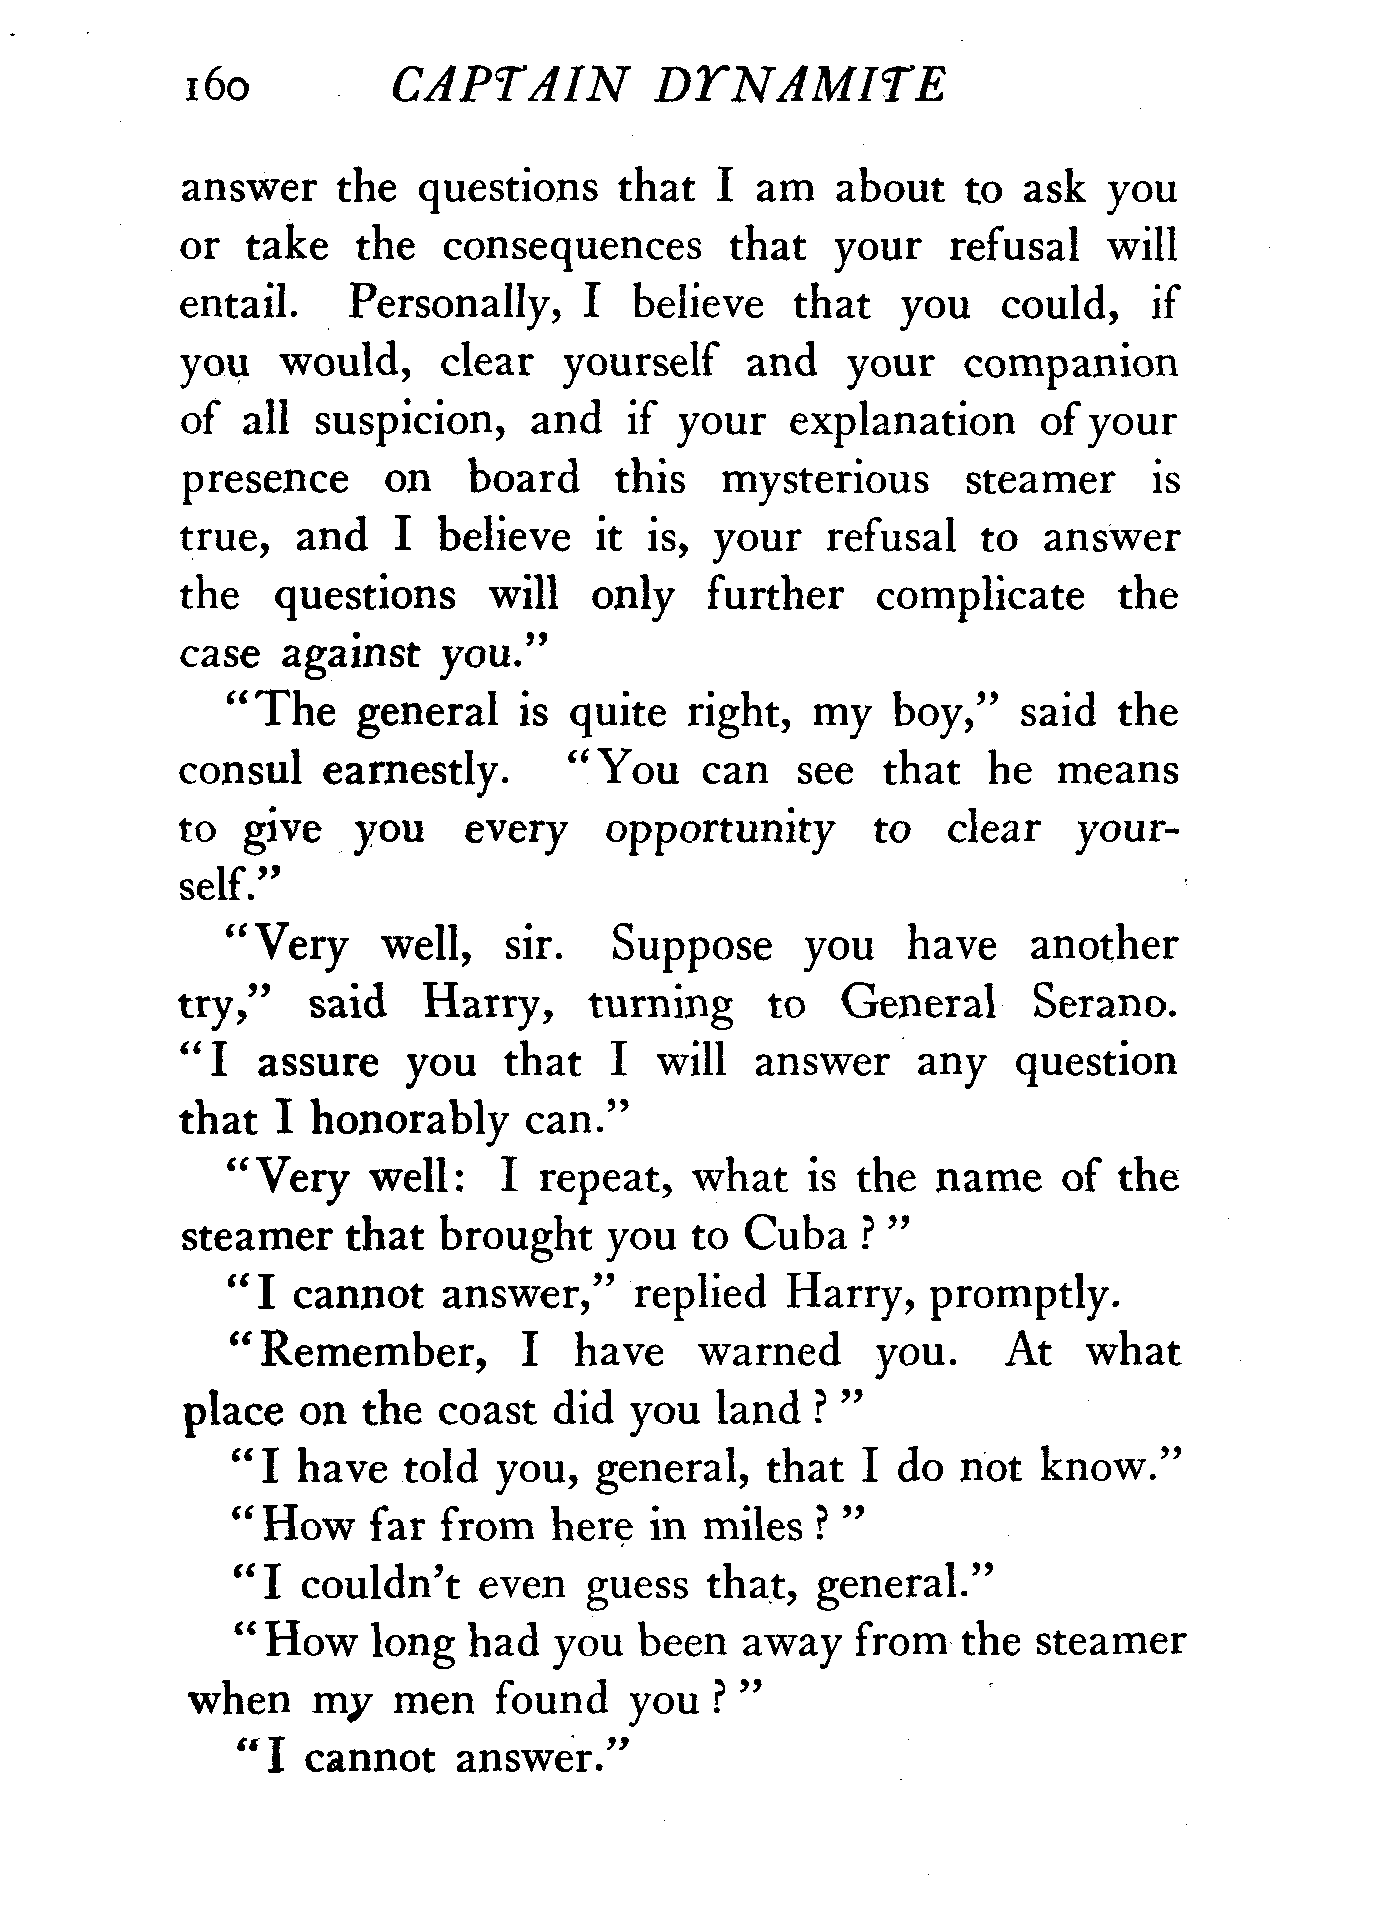 160 CAPTAIN DYNAMITE
answer the questions that I am about to ask you
or take the consequences that your refusal will
entail. Personally, I believe that you could, if
you would, clear yourself and your companion
of all suspicion, and if your explanation of your
presence on board this mysterious steamer is
true, and I believe it is, your refusal to answer
the questions will only further complicate the
case against you.”
“The general is quite right, my boy,” said the
consul earnestly. “You can see that he means
to give you every opportunity to clear your-
self.”
“Very well, sir. Suppose you have another
try,” said Harry, turning to General Serano.
“I assure you that I will answer any question
that I honorably can.”
“Very well: I repeat, what is the name of the
steamer that brought you to Cuba ? ”
“I cannot answer,” replied Harry, promptly.
“Remember, I have warned you. At what
place on the coast did you land ? ”
“I have told you, general, that I do not know.”
“How far from here in miles ? ”
“I couldn’t even guess that, general.”
“How long had you been away from the steamer
when my men found you ? ”
“I cannot answer.”